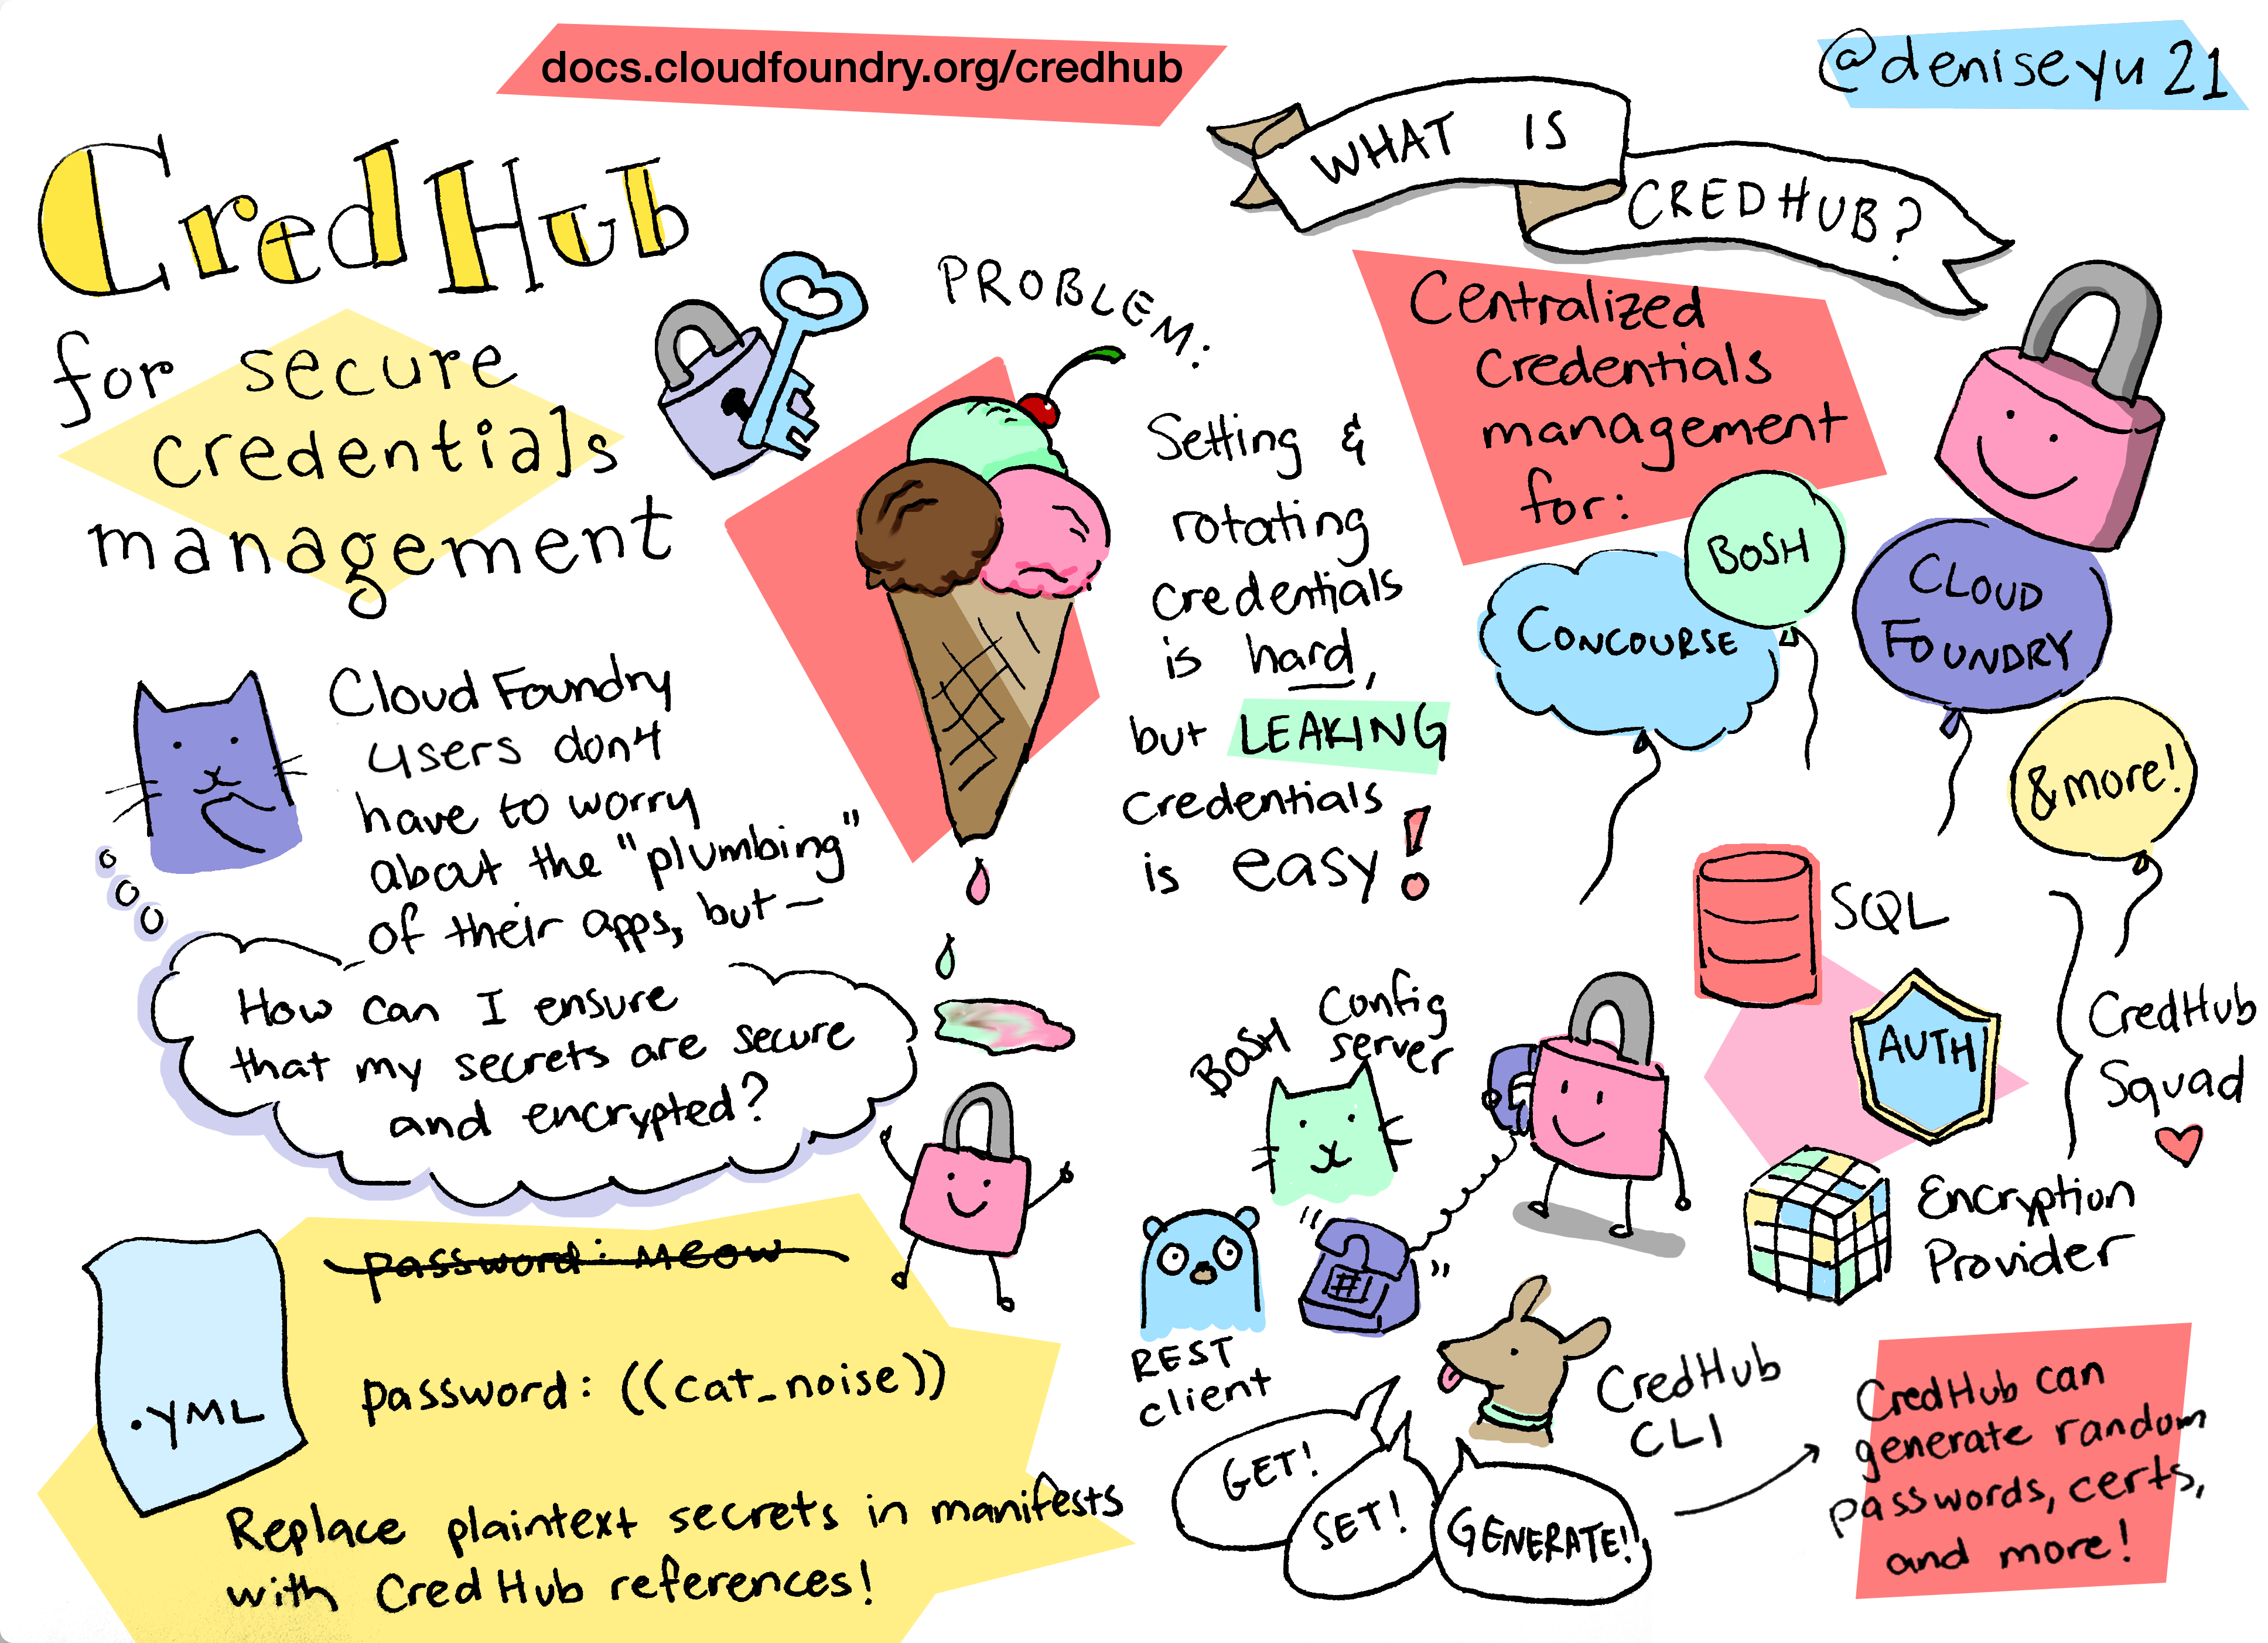 docs.cloudfoundry.org/credhub
@deniseyu21
CredHub
for secure
credentials
management
Cloud Foundry
users don't
have to worry
about the "plumbing"
of their apps, but—
How can I ensure
that my secrets are secure
and encrypted?
.YML
password: meow
password: ((cat_noise))
Replace plaintext secrets in manifests
with CredHub references!
PROBLEM:
Setting &
rotating
credentials
is hard,
but LEAKING
credentials
is easy!
WHAT IS
CREDHUB?
Centralized
credentials
management
for:
BOSH
CONCOURSE
CLOUD
FOUNDRY
& more!
SQL
AUTH
Encryption
Provider
CredHub
Squad
BOSH Config
server
REST
client
#
CredHub
CLI
GET!
SET!
GENERATE!
CredHub can
generate random
passwords, certs,
and more!